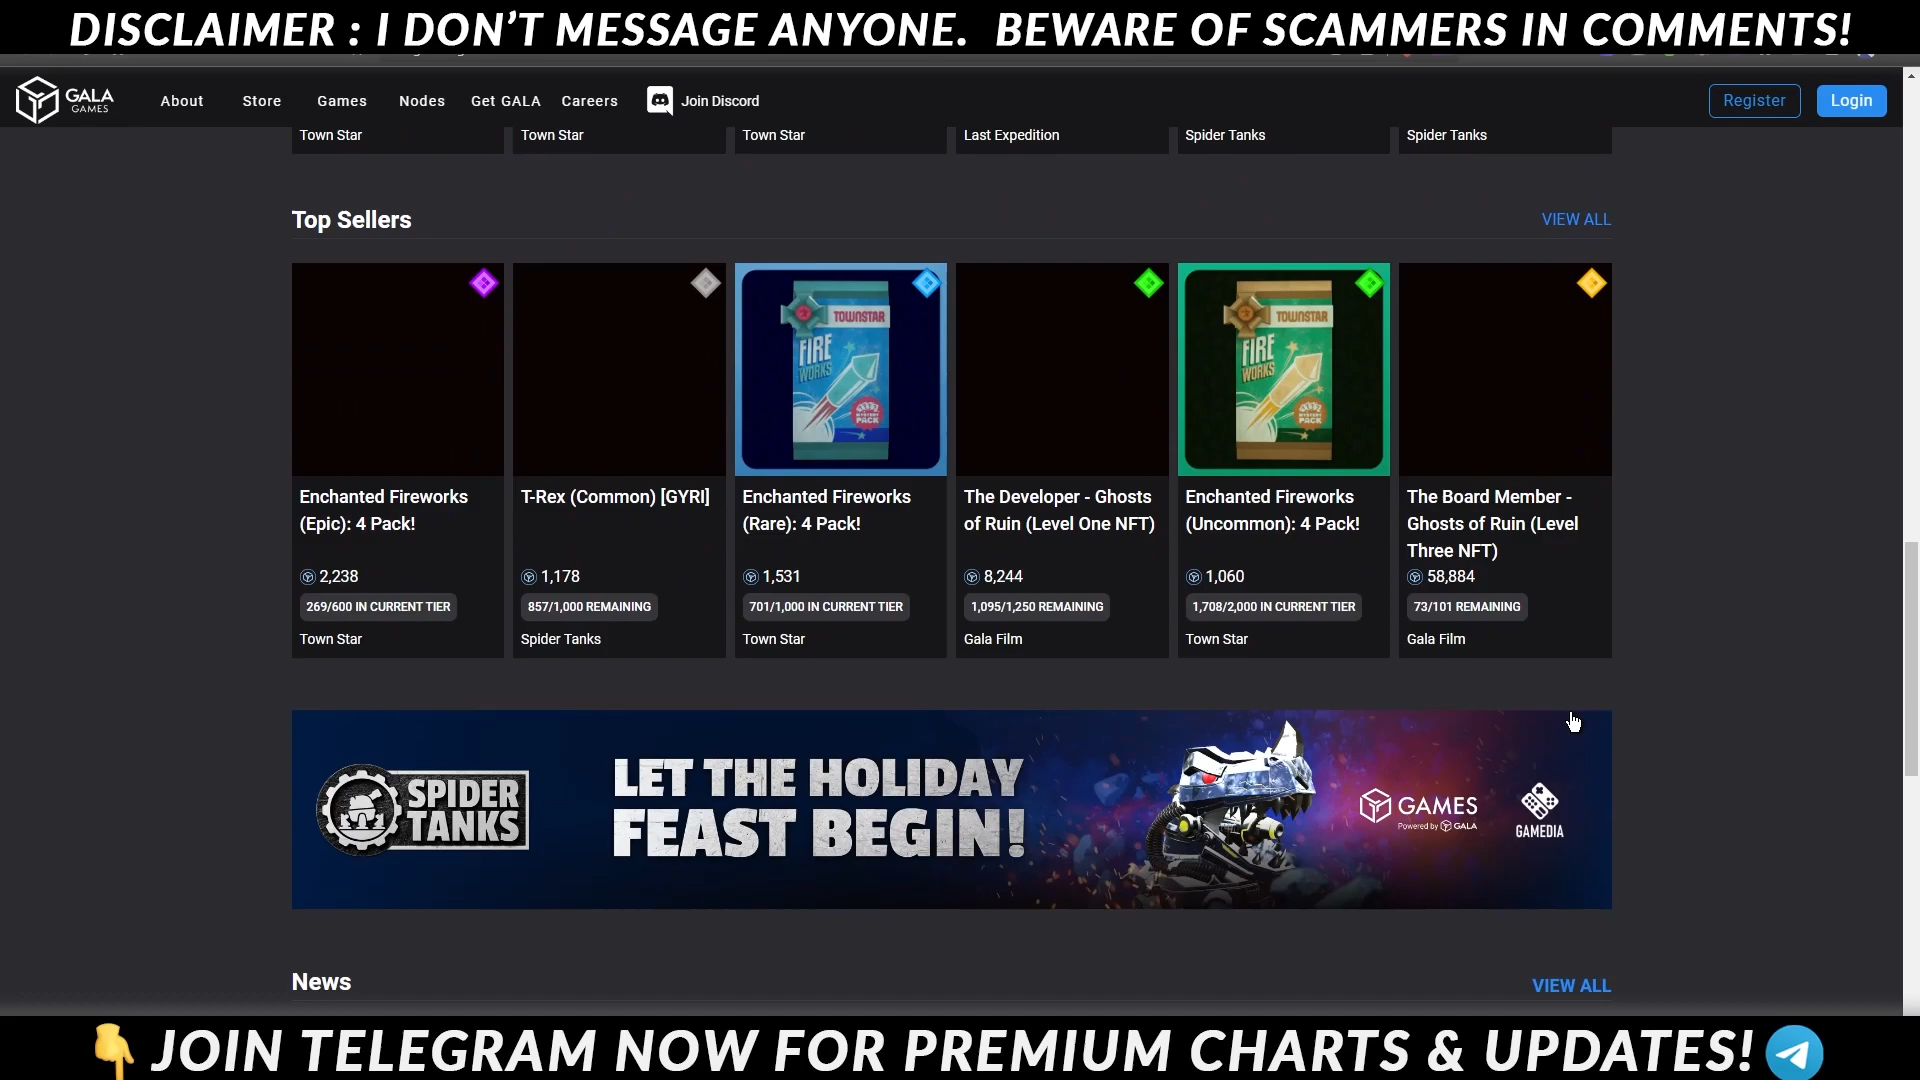 DISCLAIMER : I DON'T MESSAGE ANYONE. BEWARE OF SCAMMERS IN COMMENTS!
GALA GAMES About Store Games Nodes Get GALA Careers Join Discord Register Login
Town Star Town Star Town Star Last Expedition Spider Tanks Spider Tanks
Top Sellers VIEW ALL
TOWNSTAR
FIRE WORKS
MYSTERY PACK
TOWNSTAR
FIRE WORKS
MYSTERY PACK
Enchanted Fireworks
(Epic): 4 Pack!
2,238
269/600 IN CURRENT TIER
Town Star
T-Rex (Common) [GYRI]
1,178
857/1,000 REMAINING
Spider Tanks
Enchanted Fireworks
(Rare): 4 Pack!
1,531
701/1,000 IN CURRENT TIER
Town Star
The Developer - Ghosts
of Ruin (Level One NFT)
8,244
1,095/1,250 REMAINING
Gala Film
Enchanted Fireworks
(Uncommon): 4 Pack!
1,060
1,708/2,000 IN CURRENT TIER
Town Star
The Board Member -
Ghosts of Ruin (Level
Three NFT)
58,884
73/101 REMAINING
Gala Film
SPIDER
TANKS
LET THE HOLIDAY
FEAST BEGIN!
GAMES
Powered by GALA
GAMEDIA
News VIEW ALL
JOIN TELEGRAM NOW FOR PREMIUM CHARTS & UPDATES!